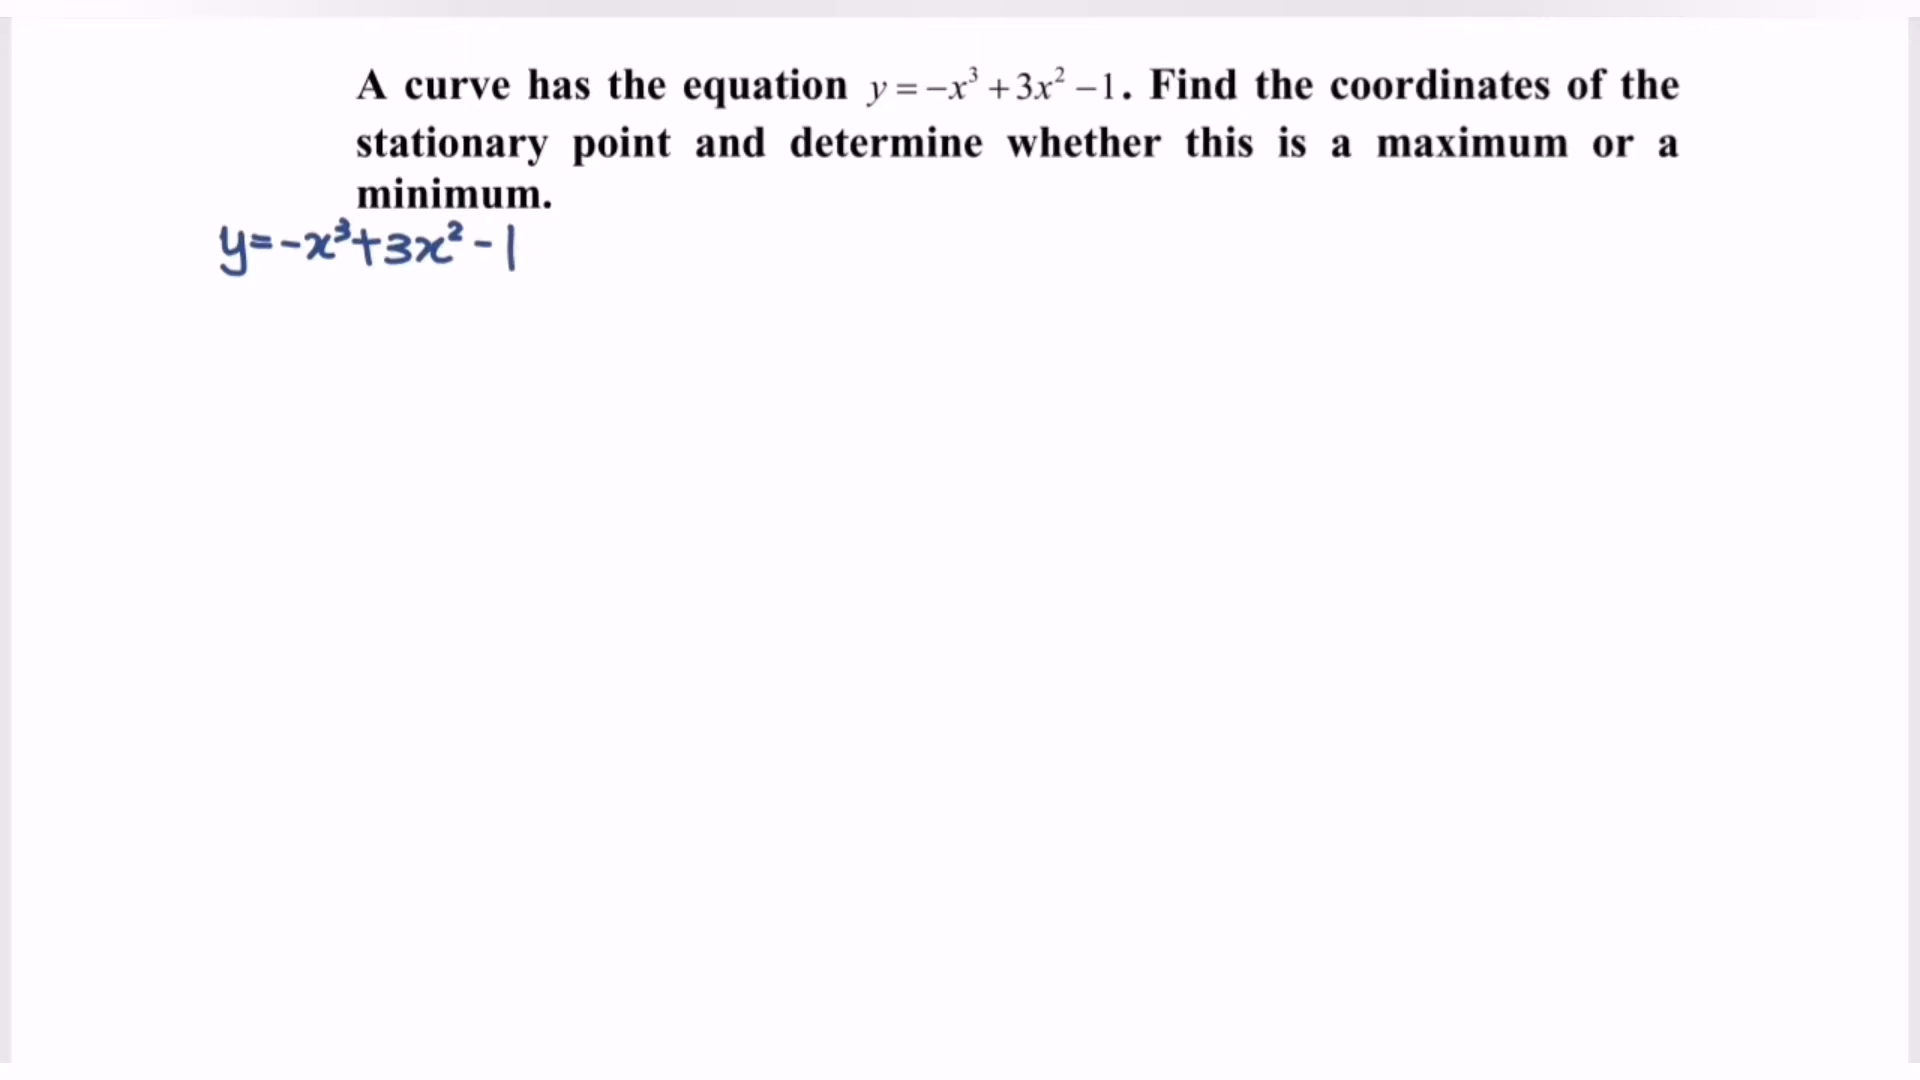 A curve has the equation y = −x³ + 3x² − 1. Find the coordinates of the
stationary point and determine whether this is a maximum or a
minimum.
y = -x³ + 3x² - 1